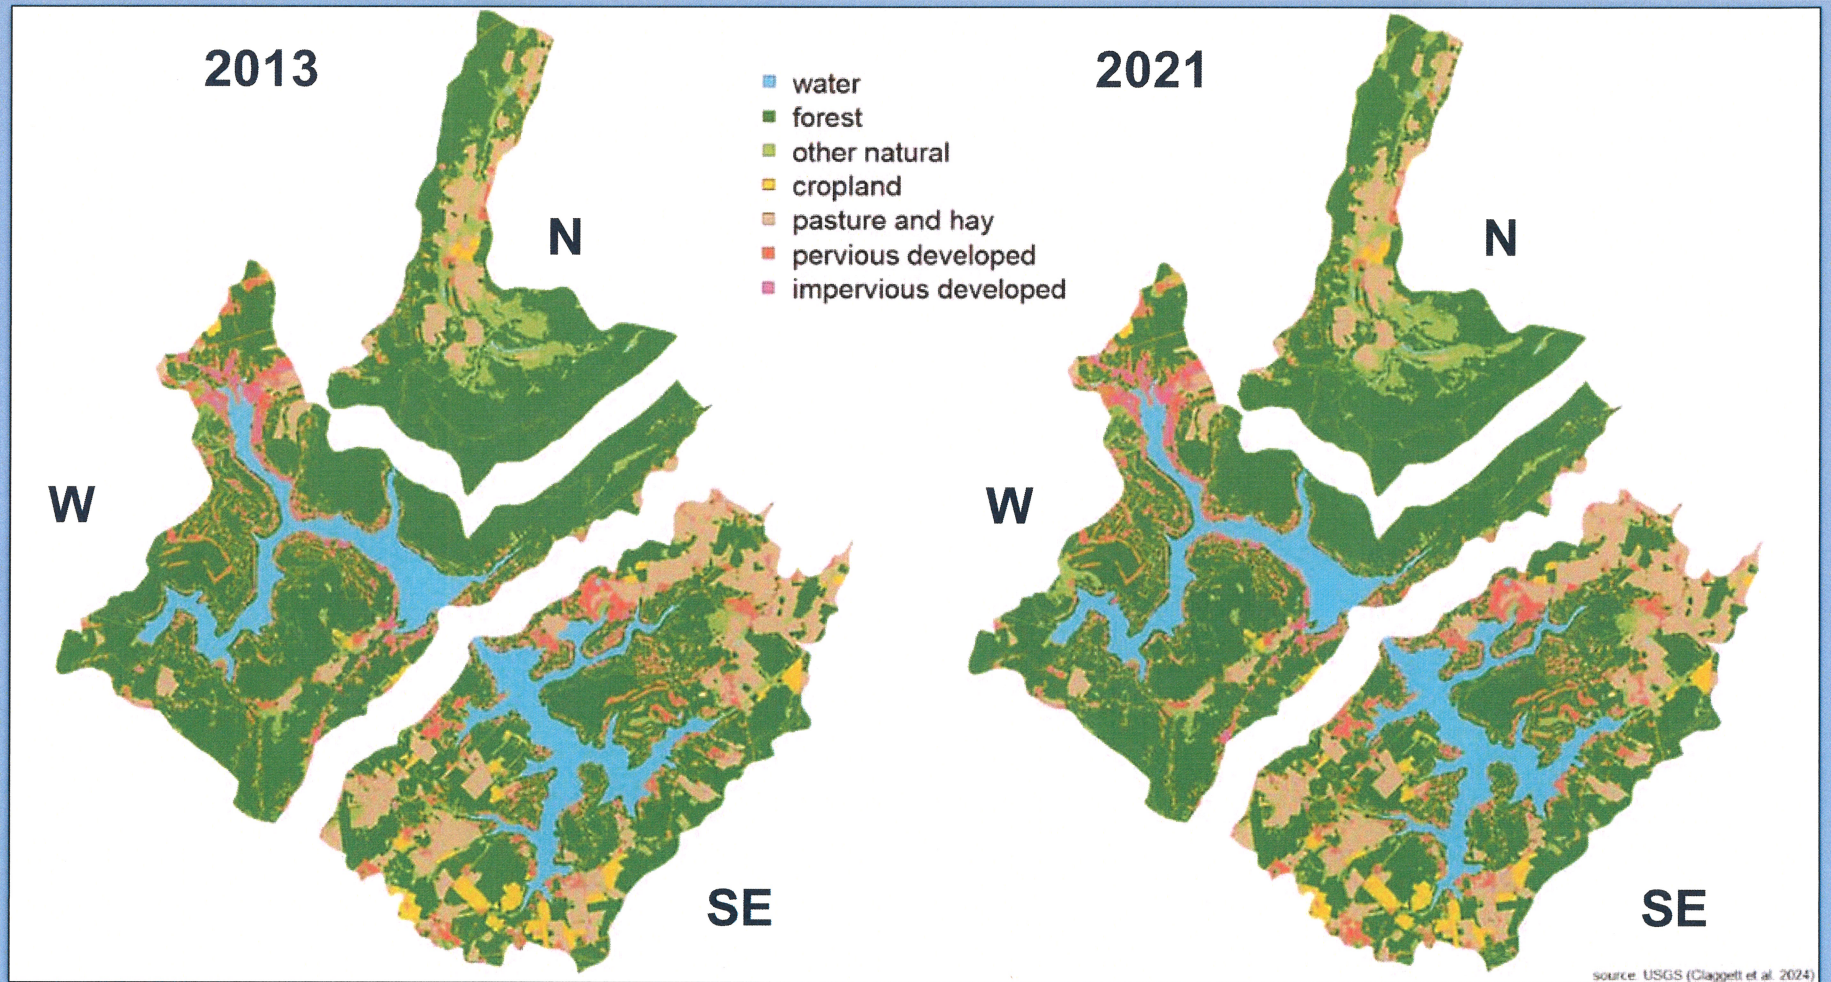 2013
2021
water
forest
other natural
cropland
pasture and hay
pervious developed
impervious developed
N
N
W
W
SE
SE
source: USGS (Claggett et al. 2024)